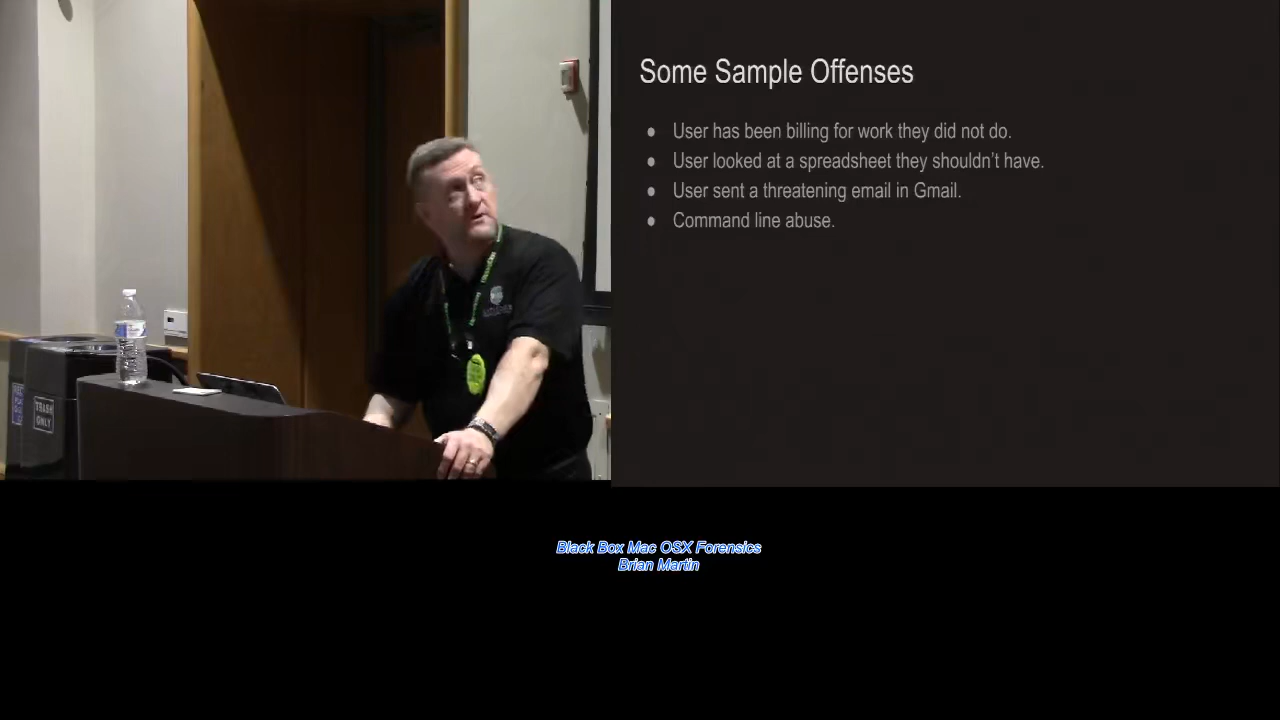 Some Sample Offenses
● User has been billing for work they did not do.
● User looked at a spreadsheet they shouldn't have.
● User sent a threatening email in Gmail.
● Command line abuse.
TRASH
ONLY
Black Box Mac OSX Forensics
Brian Martin